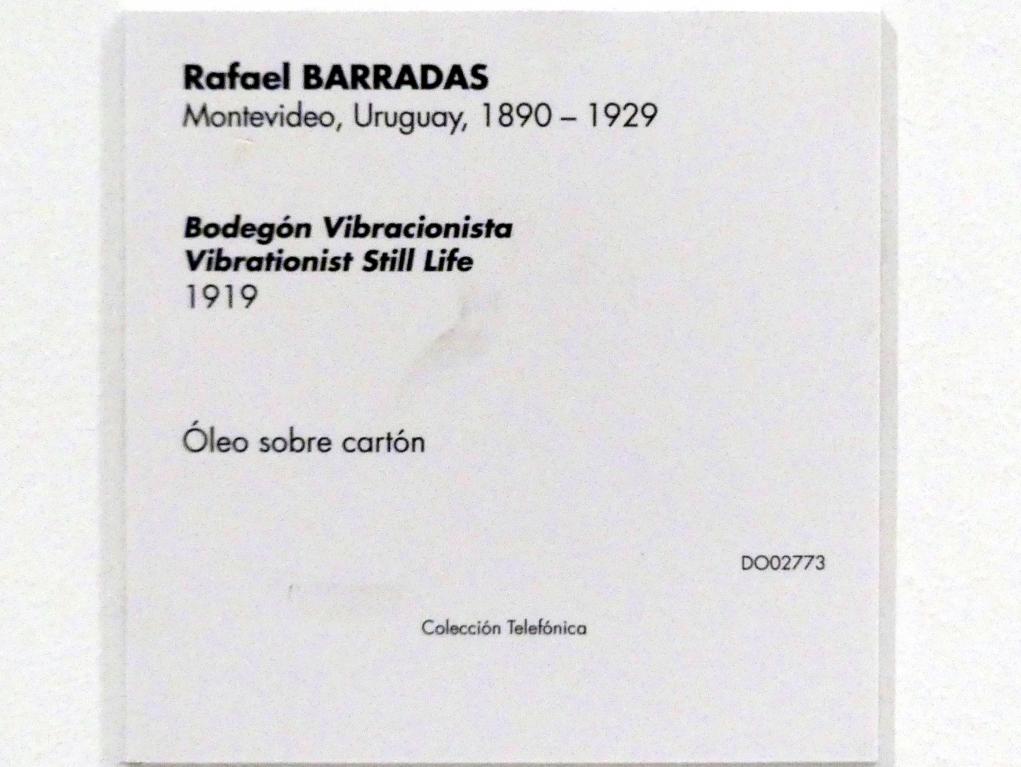 Rafael BARRADAS
Montevideo, Uruguay, 1890 – 1929
Bodegón Vibracionista
Vibrationist Still Life
1919
Óleo sobre cartón
DO02773
Colección Telefónica